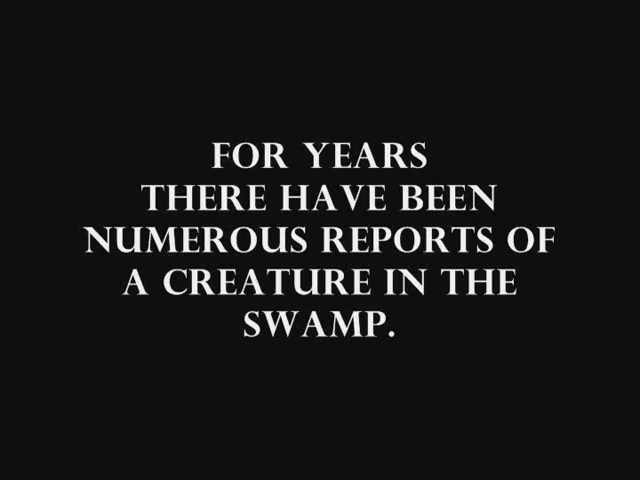 FOR YEARS
THERE HAVE BEEN
NUMEROUS REPORTS OF
A CREATURE IN THE
SWAMP.